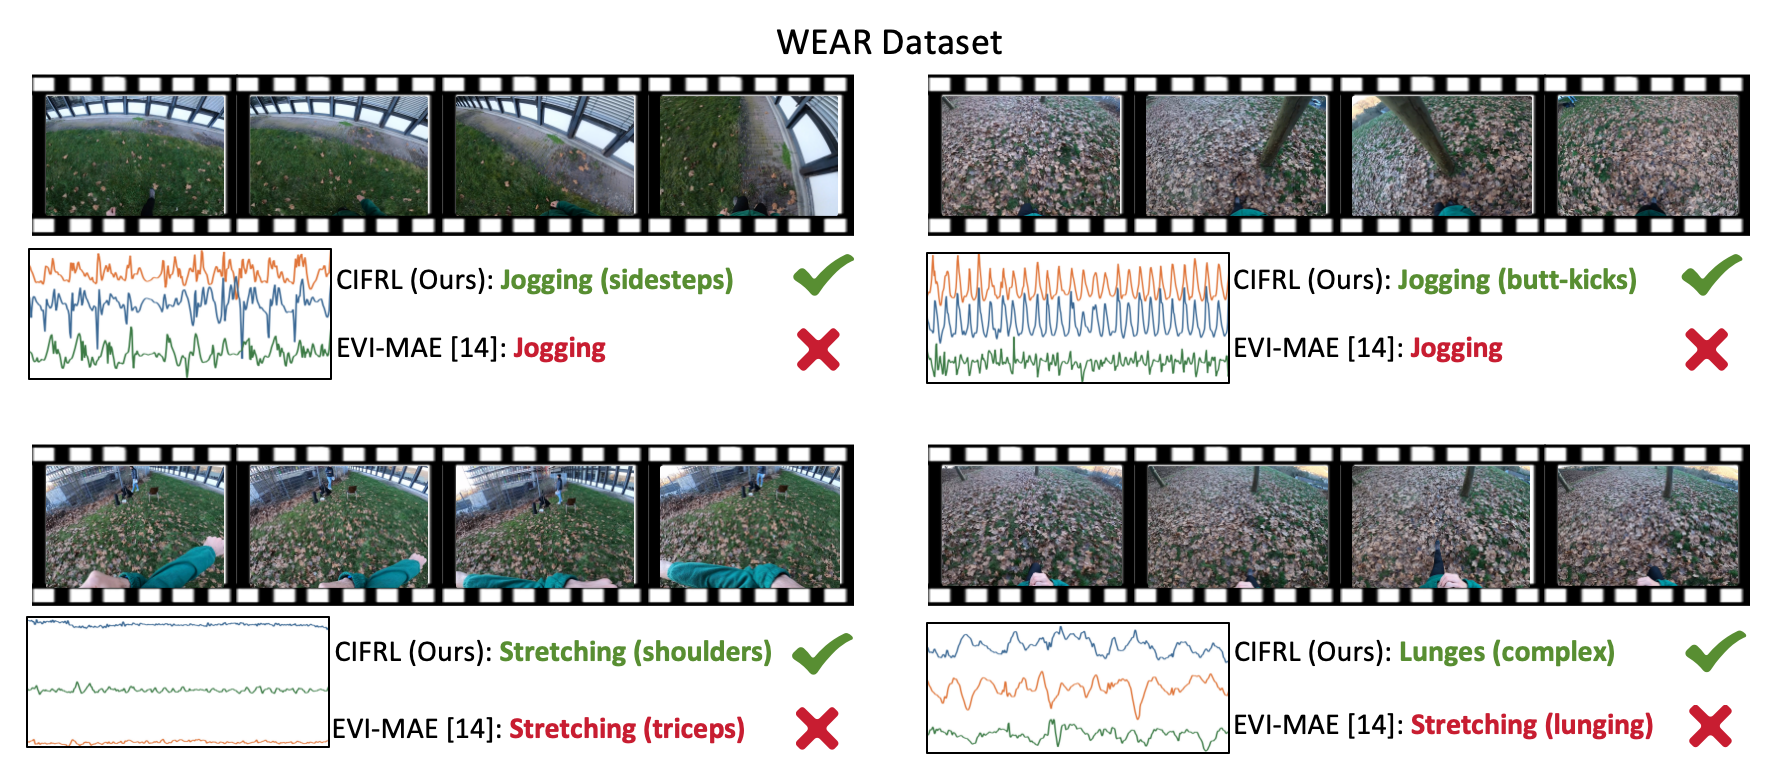 WEAR Dataset
CIFRL (Ours): Jogging (sidesteps)
EVI-MAE [14]: Jogging
CIFRL (Ours): Jogging (butt-kicks)
EVI-MAE [14]: Jogging
CIFRL (Ours): Stretching (shoulders)
EVI-MAE [14]: Stretching (triceps)
CIFRL (Ours): Lunges (complex)
EVI-MAE [14]: Stretching (lunging)